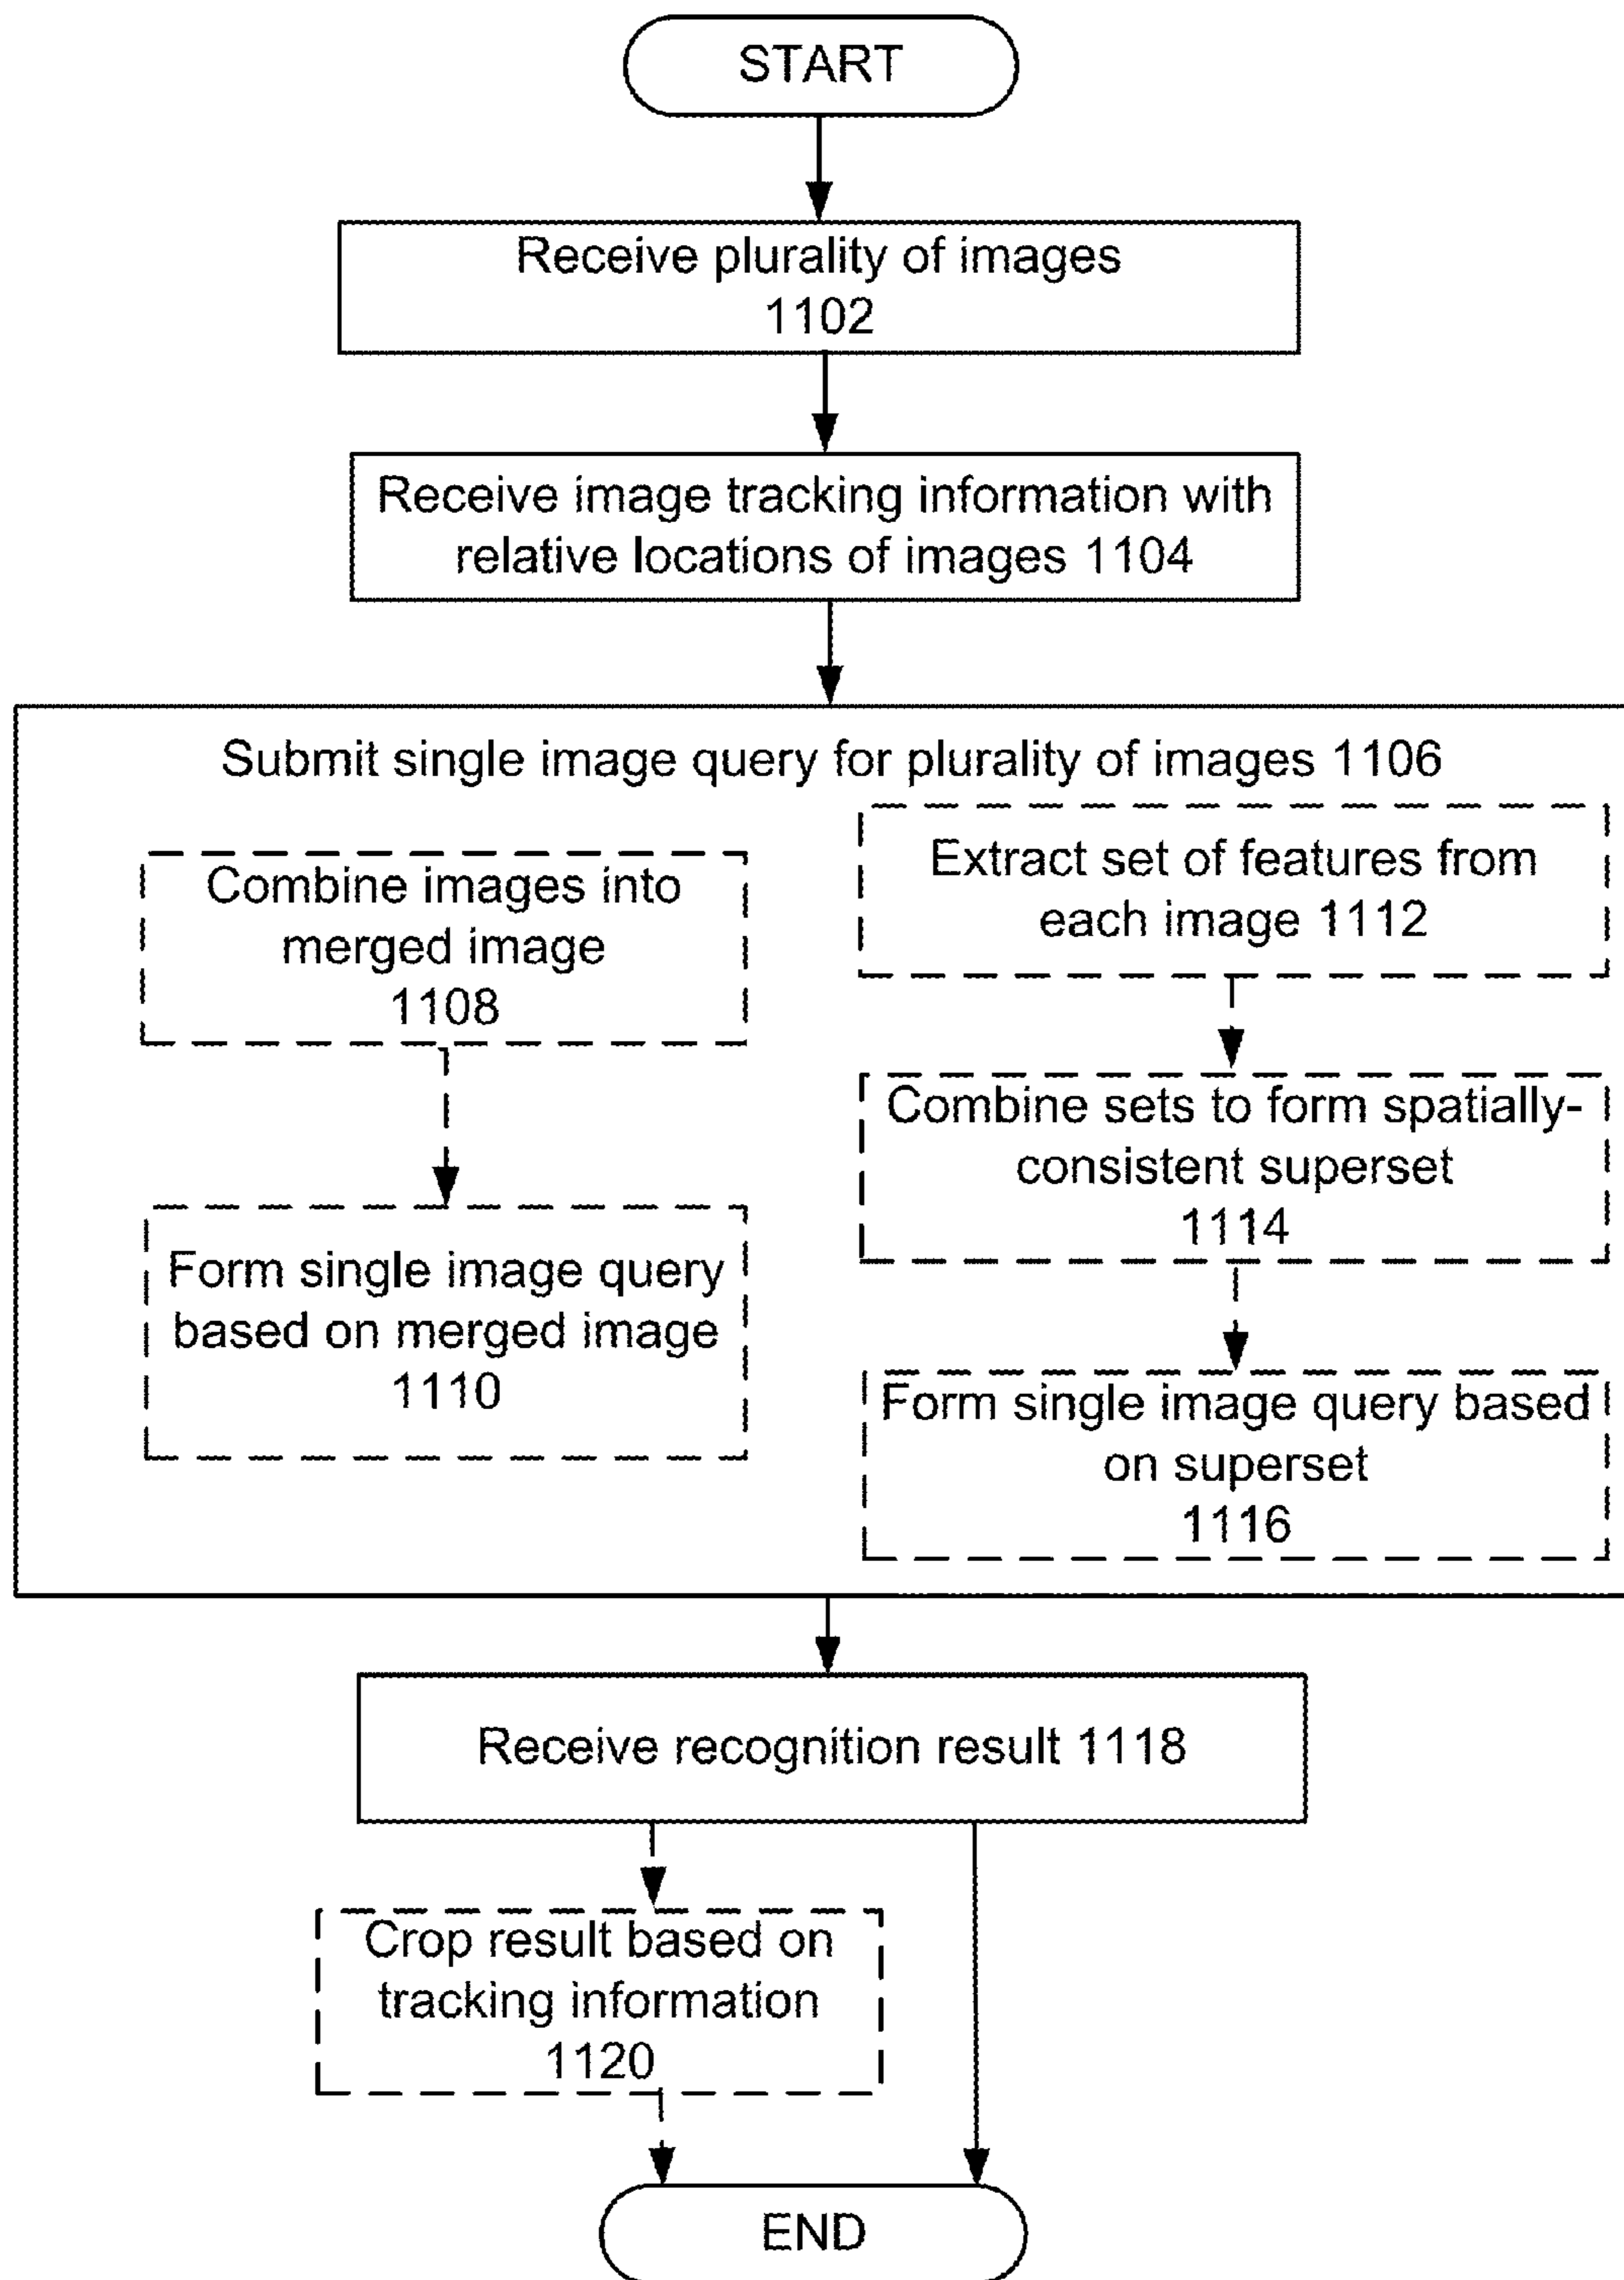 START
Receive plurality of images
1102
Receive image tracking information with
relative locations of images 1104
Submit single image query for plurality of images 1106
Combine images into
merged image
1108
Form single image query
based on merged image
1110
Extract set of features from
each image 1112
Combine sets to form spatially-
consistent superset
1114
Form single image query based
on superset
1116
Receive recognition result 1118
Crop result based on
tracking information
1120
END